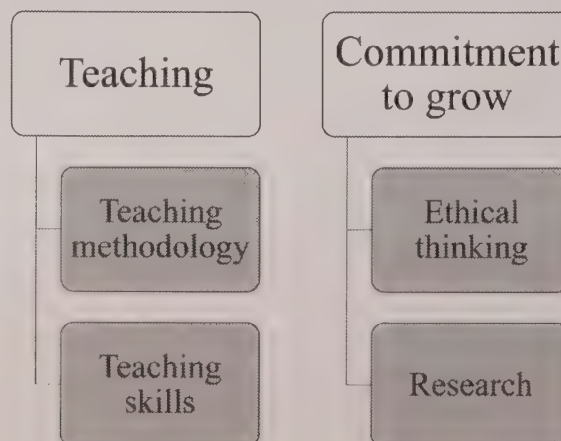 Teaching
Teaching
methodology
Teaching
skills
Commitment
to grow
Ethical
thinking
Research